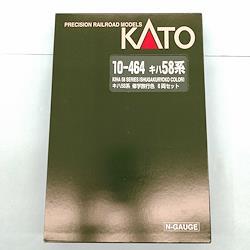 PRECISION RAILROAD MODELS
KATO
10-464 キハ58系
KIHA 58 SERIES (SHUGAKURYOKO COLOR)
キハ58系 修学旅行色 6両セット
N-GAUGE